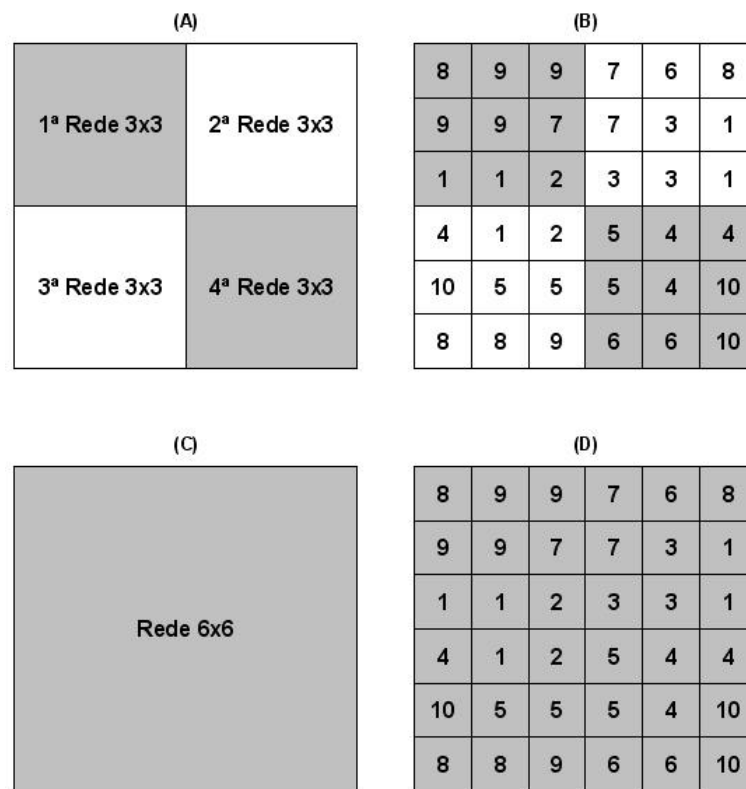 (A)
1ª Rede 3x3 2ª Rede 3x3
3ª Rede 3x3 4ª Rede 3x3
(B)
8 9 9 7 6 8
9 9 7 7 3 1
1 1 2 3 3 1
4 1 2 5 4 4
10 5 5 5 4 10
8 8 9 6 6 10
(C)
Rede 6x6
(D)
8 9 9 7 6 8
9 9 7 7 3 1
1 1 2 3 3 1
4 1 2 5 4 4
10 5 5 5 4 10
8 8 9 6 6 10